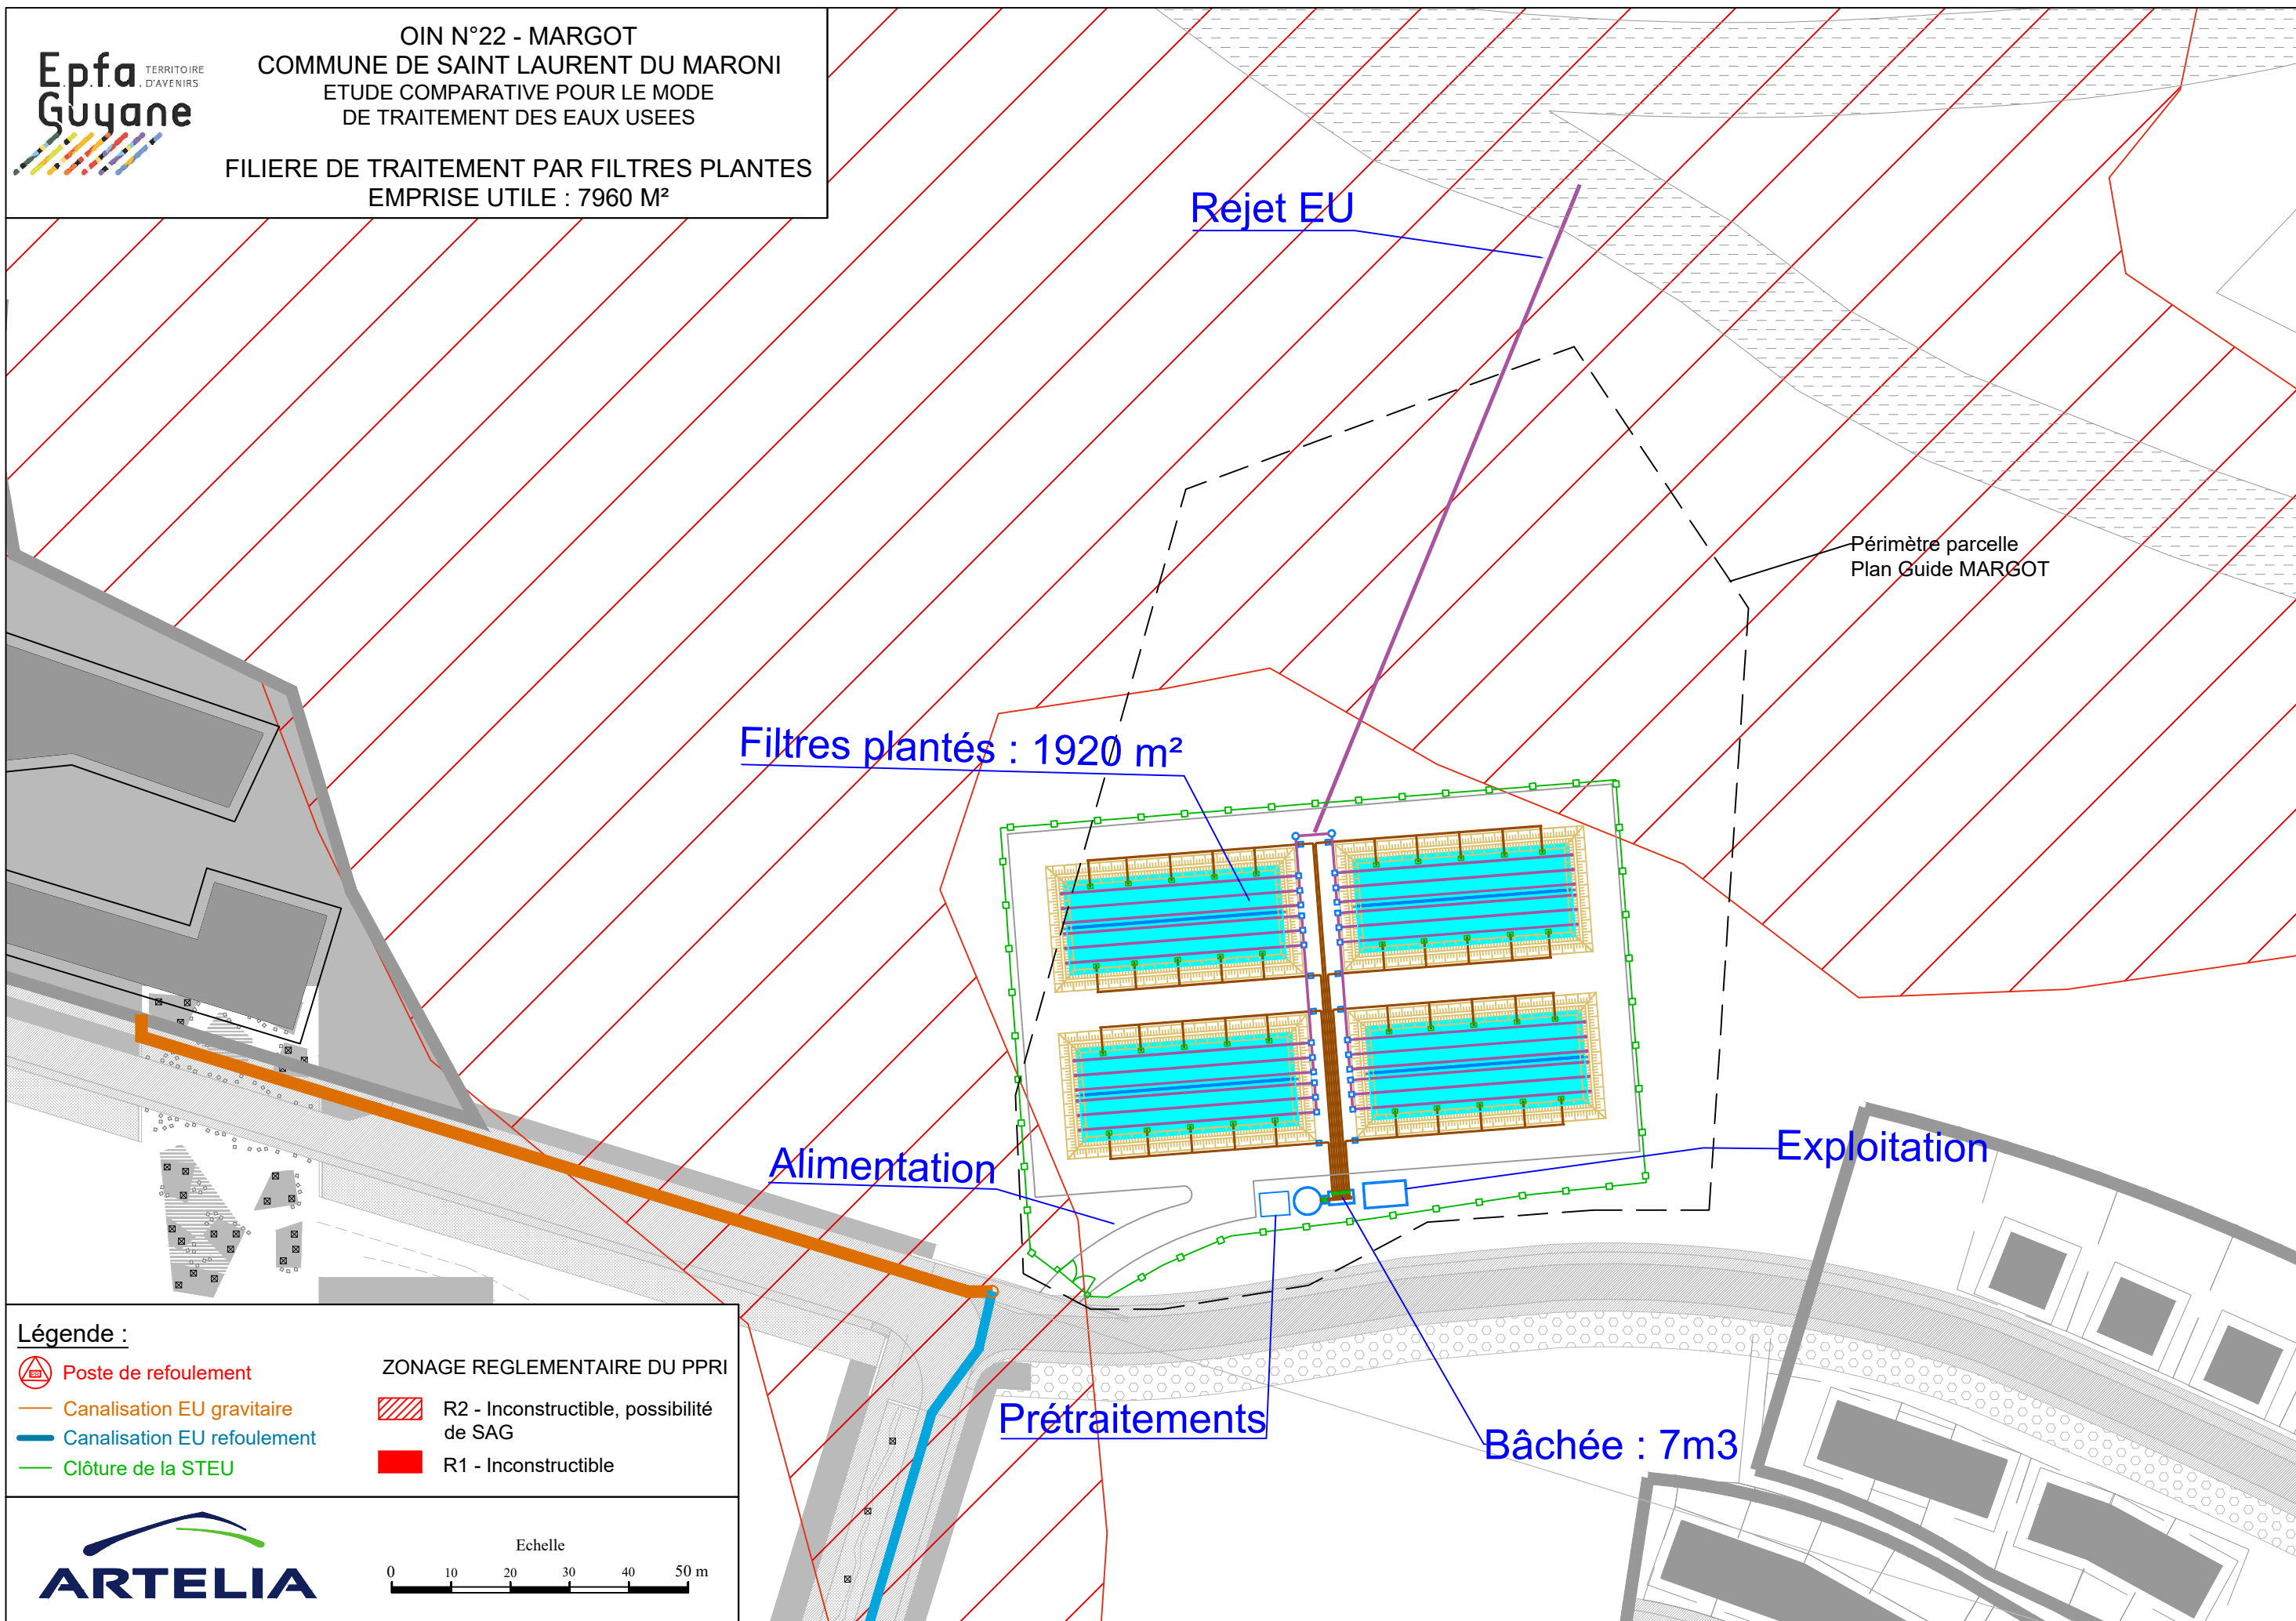 Epfa
Guyane
TERRITOIRE
D'AVENIRS
OIN N°22 - MARGOT
COMMUNE DE SAINT LAURENT DU MARONI
ETUDE COMPARATIVE POUR LE MODE
DE TRAITEMENT DES EAUX USEES
FILIERE DE TRAITEMENT PAR FILTRES PLANTES
EMPRISE UTILE : 7960 M²
Rejet EU
Périmètre parcelle
Plan Guide MARGOT
Filtres plantés : 1920 m²
Alimentation
Exploitation
Prétraitements
Bâchée : 7m3
Légende :
Poste de refoulement
Canalisation EU gravitaire
Canalisation EU refoulement
Clôture de la STEU
ZONAGE REGLEMENTAIRE DU PPRI
R2 - Inconstructible, possibilité
de SAG
R1 - Inconstructible
ARTELIA
Echelle
0 10 20 30 40 50 m